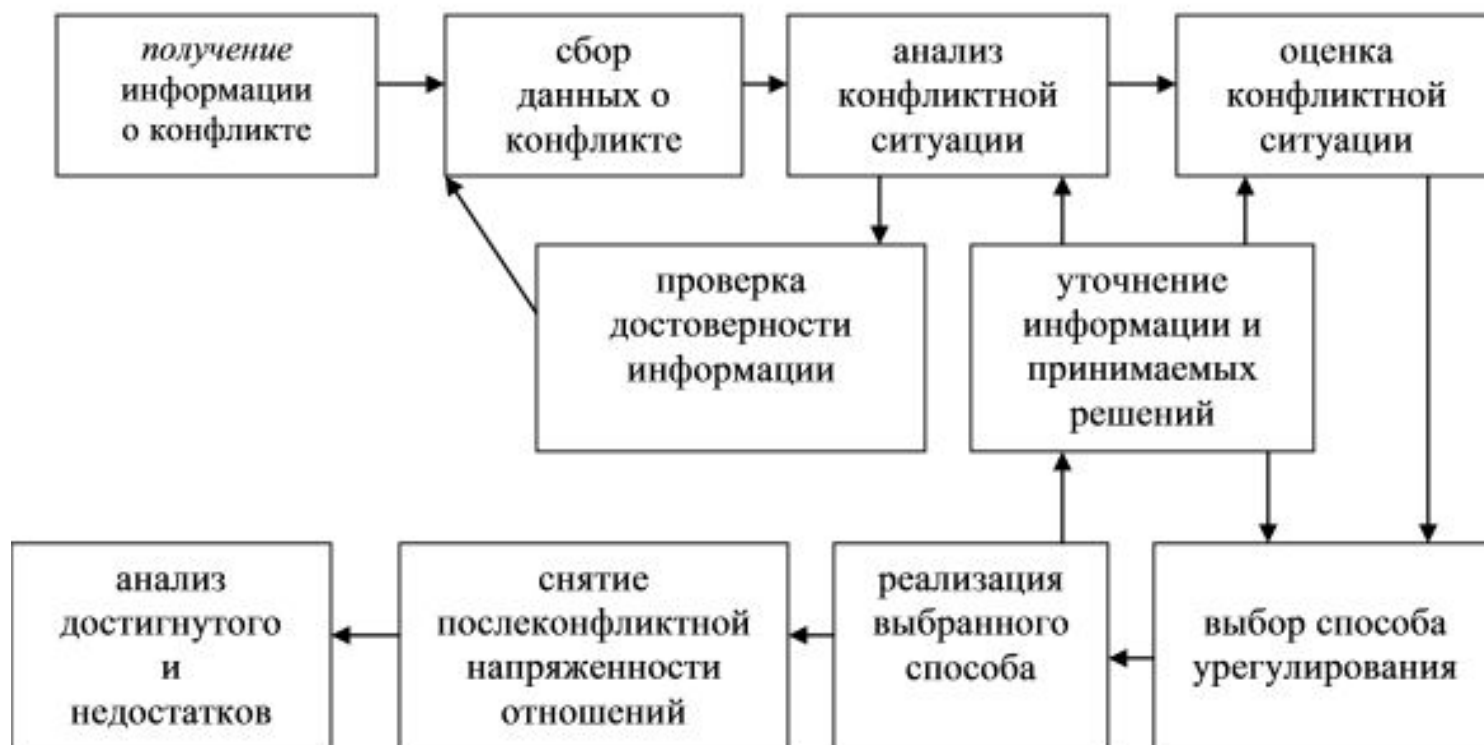 получение
информации
о конфликте
сбор
данных о
конфликте
анализ
конфликтной
ситуации
оценка
конфликтной
ситуации
проверка
достоверности
информации
уточнение
информации и
принимаемых
решений
анализ
достигнутого
и
недостатков
снятие
послеконфликтной
напряженности
отношений
реализация
выбранного
способа
выбор способа
урегулирования